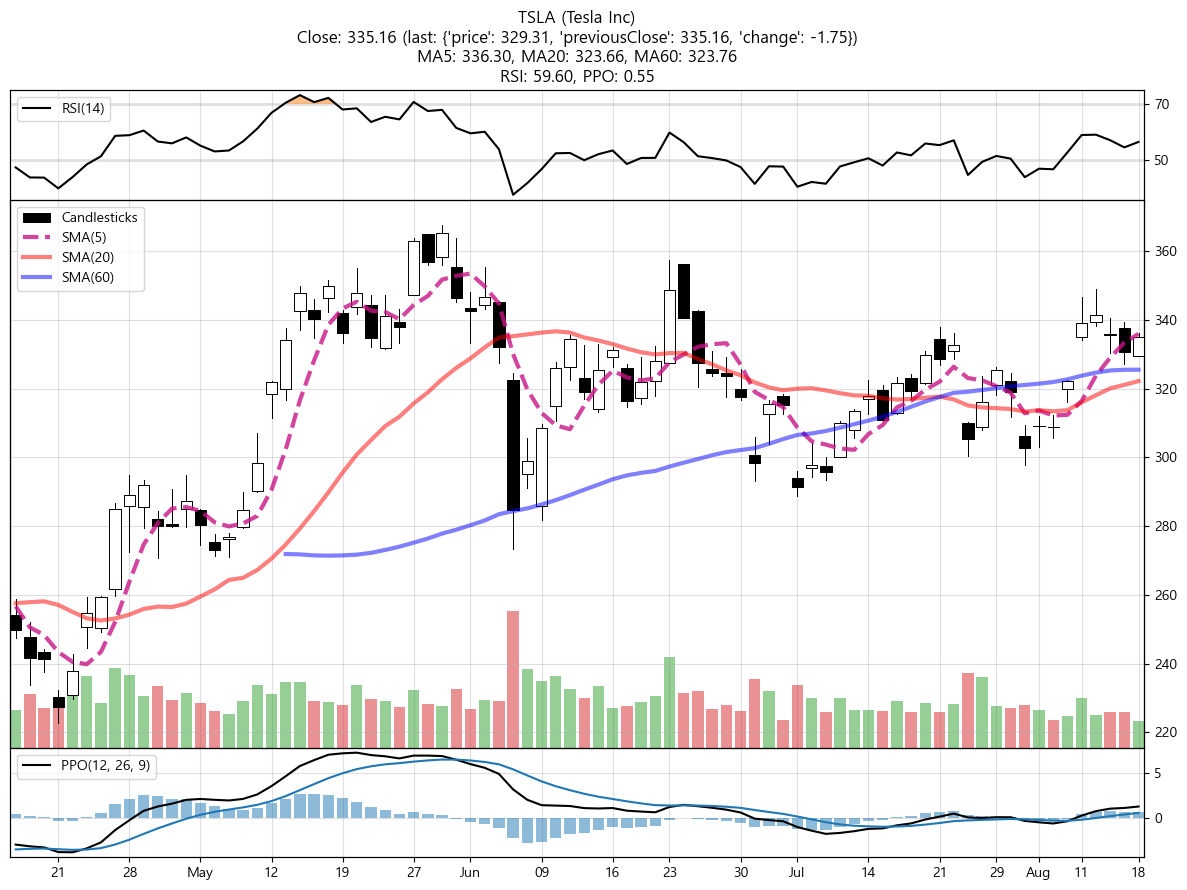 TSLA (Tesla Inc)
Close: 335.16 (last: {'price': 329.31, 'previousClose': 335.16, 'change': -1.75})
MA5: 336.30, MA20: 323.66, MA60: 323.76
RSI: 59.60, PPO: 0.55
RSI(14)
70
50
Candlesticks
SMA(5)
SMA(20)
SMA(60)
360
340
320
300
280
260
240
220
PPO(12, 26, 9)
5
0
21 28 May 12 19 27 Jun 09 16 23 30 Jul 14 21 29 Aug 11 18